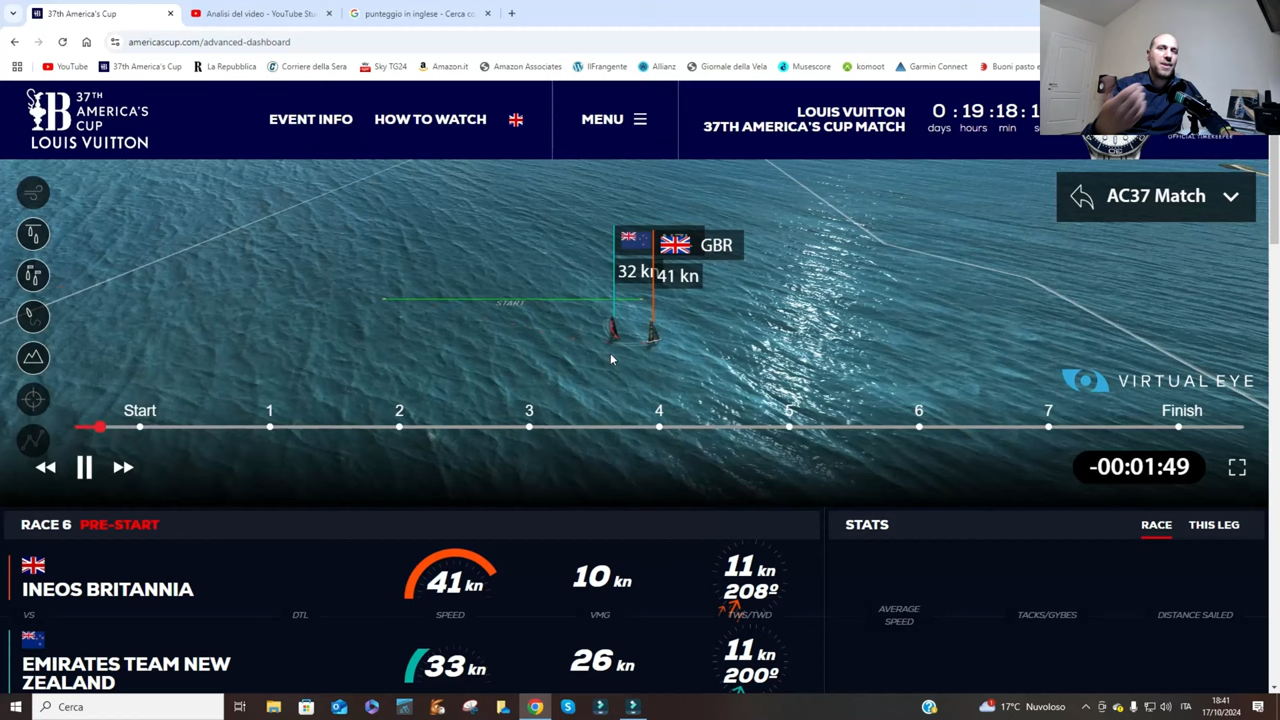 37th America's Cup
Analisi del video - YouTube Stu
punteggio in inglese - Cerca co
americascup.com/advanced-dashboard
YouTube
37th America's Cup
La Repubblica
Corriere della Sera
Sky TG24
Amazon.it
Amazon Associates
IlFrangente
Allianz
Giornale della Vela
Musescore
komoot
Garmin Connect
Buoni pasto e
37TH
AMERICA'S
CUP
LOUIS VUITTON
EVENT INFO
HOW TO WATCH
MENU
LOUIS VUITTON
37TH AMERICA'S CUP MATCH
0 : 19 : 18 : 1
days hours min
OFFICIAL TIMEKEEPER
AC37 Match
GBR
32 kn
41 kn
START
VIRTUAL EYE
Start 1 2 3 4 5 6 7 Finish
-00:01:49
RACE 6 PRE-START
STATS
RACE
THIS LEG
INEOS BRITANNIA
41 kn
10 kn
11 kn
208º
VS
DTL
SPEED
VMG
TWS/TWD
AVERAGE
SPEED
TACKS/GYBES
DISTANCE SAILED
EMIRATES TEAM NEW
ZEALAND
33 kn
26 kn
11 kn
200º
Cerca
17°C Nuvoloso
18:41
17/10/2024